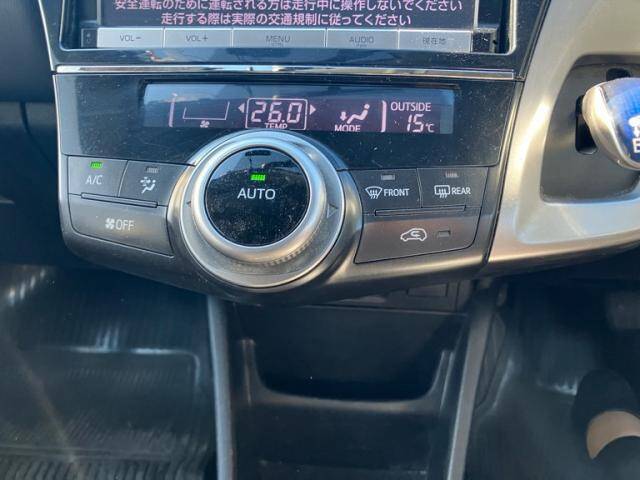 安全運転のために運転される方は走行中に操作しないでください
走行する際は実際の交通規制に従ってください
VOL− VOL+ MENU AUDIO 現在地
26.0 OUTSIDE
TEMP MODE 15℃
A/C AUTO FRONT REAR
OFF